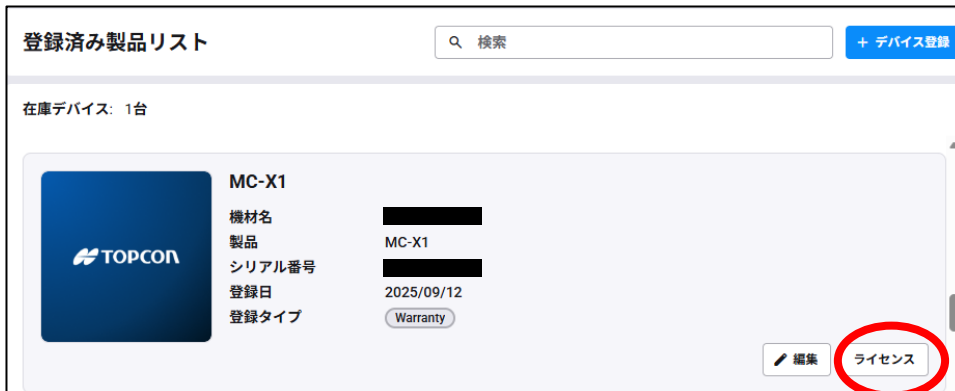 登録済み製品リスト
検索
+ デバイス登録
在庫デバイス: 1台
TOPCON
MC-X1
機材名
製品 MC-X1
シリアル番号
登録日 2025/09/12
登録タイプ Warranty
編集 ライセンス